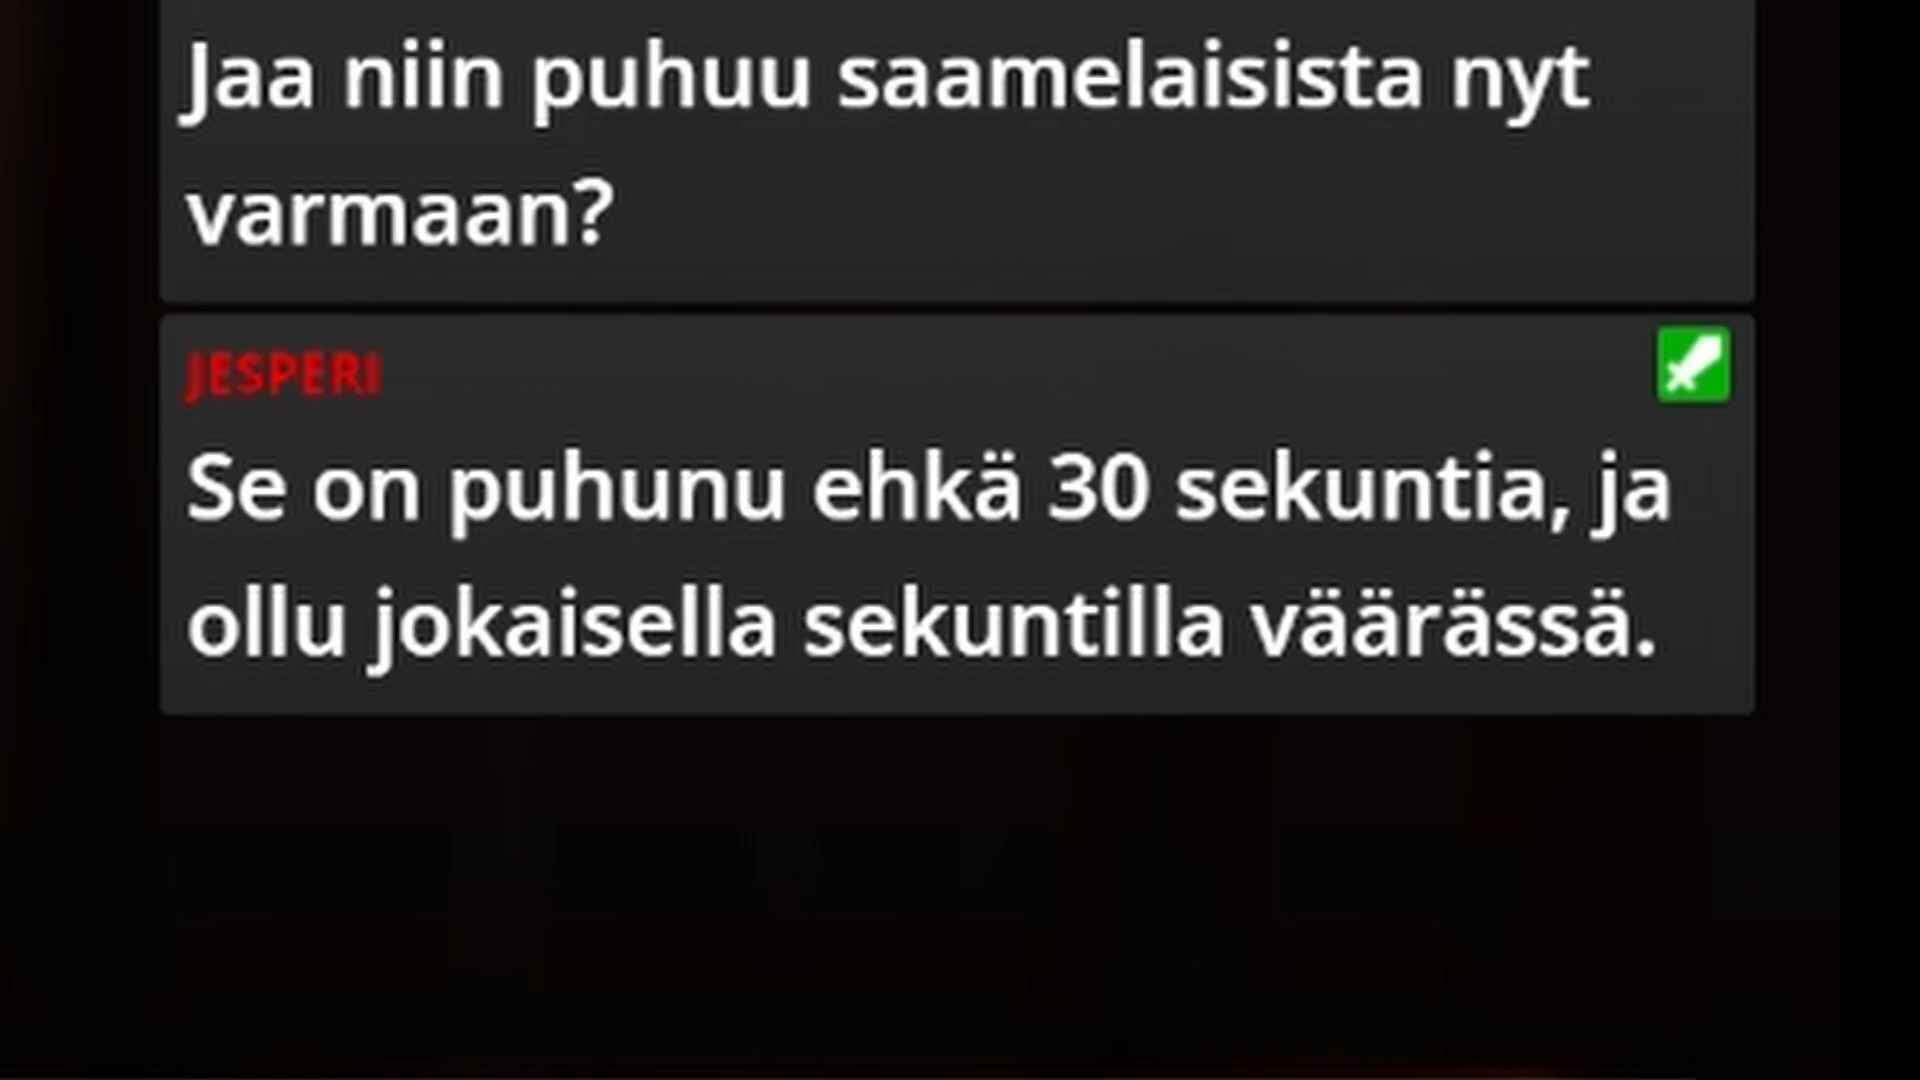 Jaa niin puhuu saamelaisista nyt
varmaan?
JESPERI
Se on puhunu ehkä 30 sekuntia, ja
ollu jokaisella sekuntilla väärässä.